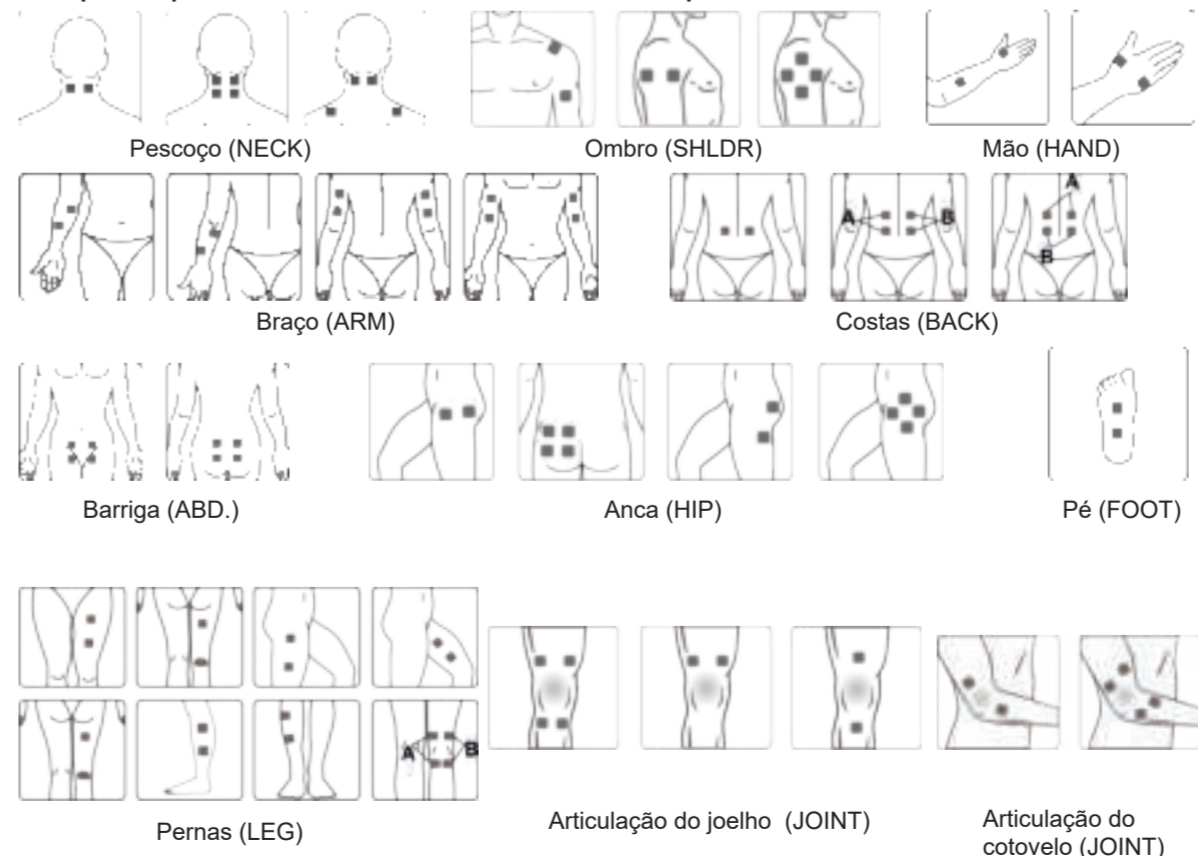 Pescoço (NECK)
Ombro (SHLDR)
Mão (HAND)
A
A
B
B
Braço (ARM)
Costas (BACK)
Barriga (ABD.)
Anca (HIP)
Pé (FOOT)
A
B
Pernas (LEG)
Articulação do joelho (JOINT)
Articulação do
cotovelo (JOINT)